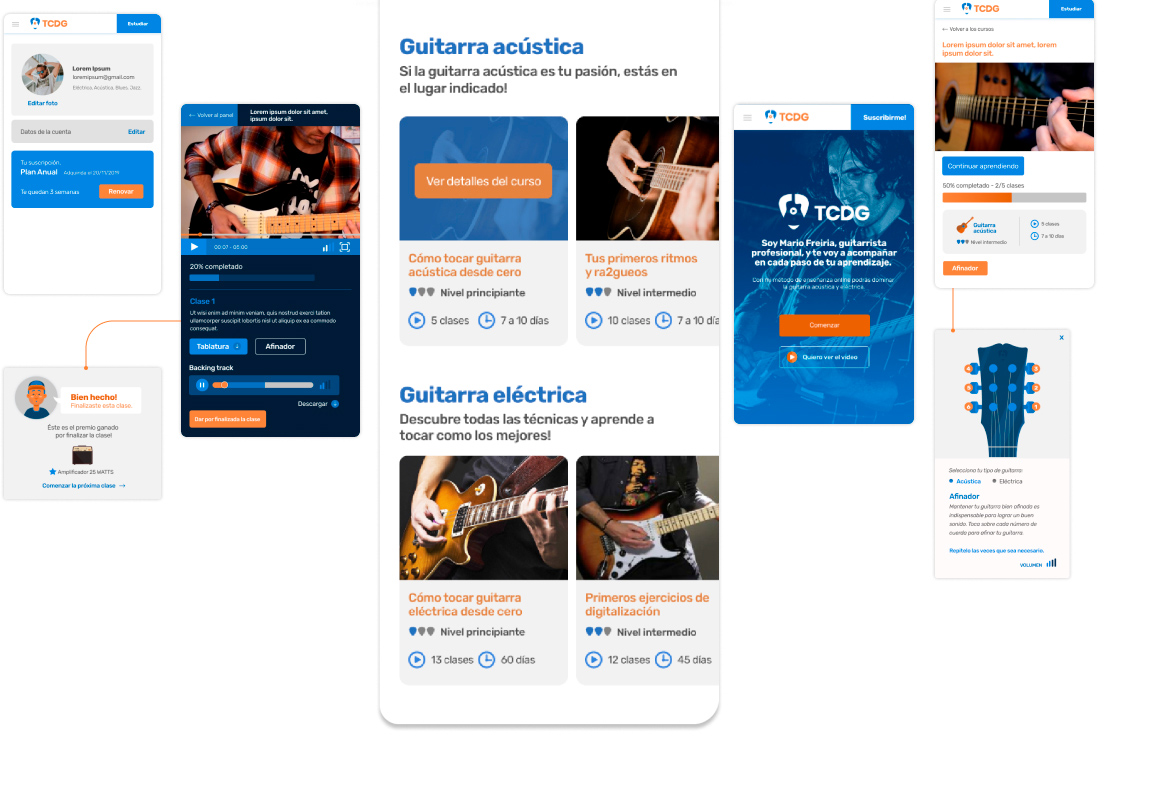 TCDG
Estudiar
Lorem Ipsum
loremipsum@gmail.com
Eléctrica, Acústica, Blues, Jazz.
Editar foto
Datos de la cuenta
Editar
Tu suscripción.
Plan Anual
Adquirida el 20/11/2019
Te quedan 3 semanas
Renovar
Bien hecho!
Finalizaste esta clase.
Éste es el premio ganado
por finalizar la clase!
Amplificador 25 WATTS
Comenzar la próxima clase →
← Volver al panel
Lorem ipsum dolor sit amet,
ipsum dolor sit.
00:07 - 05:00
20% completado
Clase 1
Ut wisi enim ad minim veniam, quis nostrud exerci tation
ullamcorper suscipit lobortis nisl ut aliquip ex ea commodo
consequat.
Tablatura
Afinador
Backing track
Descargar
Dar por finalizada la clase
Guitarra acústica
Si la guitarra acústica es tu pasión, estás en
el lugar indicado!
Ver detalles del curso
Cómo tocar guitarra
acústica desde cero
Nivel principiante
5 clases
7 a 10 días
Tus primeros ritmos
y ra2gueos
Nivel intermedio
10 clases
7 a 10 día
Guitarra eléctrica
Descubre todas las técnicas y aprende a
tocar como los mejores!
Cómo tocar guitarra
eléctrica desde cero
Nivel principiante
13 clases
60 días
Primeros ejercicios de
digitalización
Nivel intermedio
12 clases
45 días
TCDG
Suscribirme!
TCDG
Soy Mario Freiria, guitarrista
profesional, y te voy a acompañar
en cada paso de tu aprendizaje.
Con mi método de enseñanza online podrás dominar
la guitarra acústica y eléctrica.
Comenzar
Quiero ver el video
TCDG
Estudiar
← Volver a los cursos
Lorem ipsum dolor sit amet, lorem
ipsum dolor sit.
Continuar aprendiendo
50% completado - 2/5 clases
Guitarra
acústica
Nivel intermedio
5 clases
7 a 10 días
Afinador
X
Selecciona tu tipo de guitarra:
Acústica
Eléctrica
Afinador
Mantener tu guitarra bien afinada es
indispensable para lograr un buen
sonido. Toca sobre cada número de
cuerda para afinar tu guitarra.
Repítelo las veces que sea necesario.
VOLUMEN